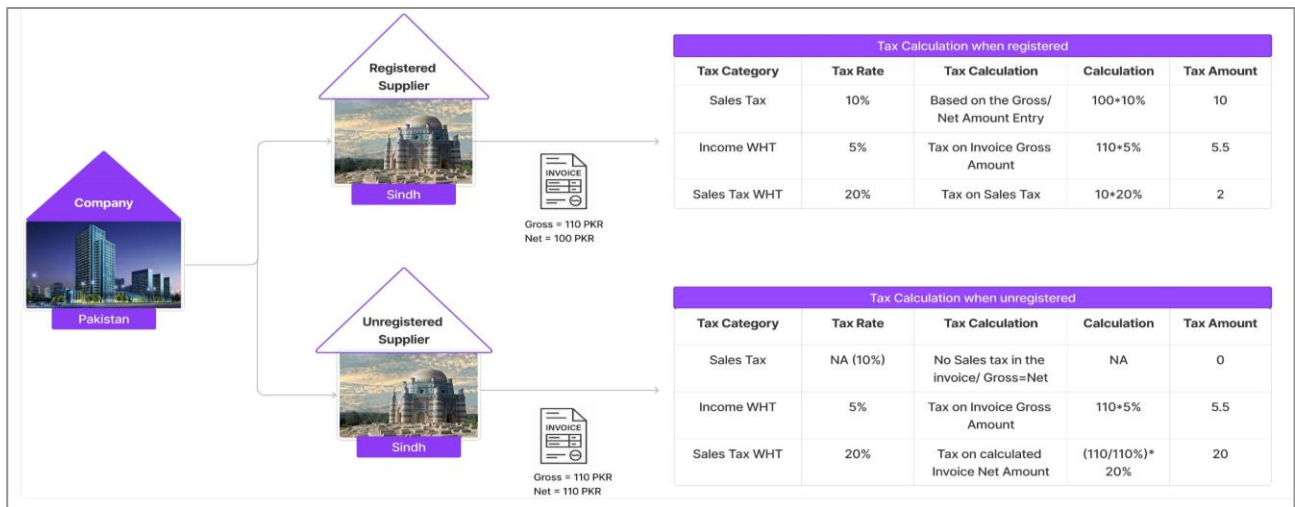 Company
Pakistan
Registered
Supplier
Sindh
INVOICE
Gross = 110 PKR
Net = 100 PKR
Tax Calculation when registered
Tax Category Tax Rate Tax Calculation Calculation Tax Amount
Sales Tax 10% Based on the Gross/ 100*10% 10
Net Amount Entry
Income WHT 5% Tax on Invoice Gross 110*5% 5.5
Amount
Sales Tax WHT 20% Tax on Sales Tax 10*20% 2
Unregistered
Supplier
Sindh
INVOICE
Gross = 110 PKR
Net = 110 PKR
Tax Calculation when unregistered
Tax Category Tax Rate Tax Calculation Calculation Tax Amount
Sales Tax NA (10%) No Sales tax in the NA 0
invoice/ Gross=Net
Income WHT 5% Tax on Invoice Gross 110*5% 5.5
Amount
Sales Tax WHT 20% Tax on calculated (110/110%)* 20
Invoice Net Amount 20%